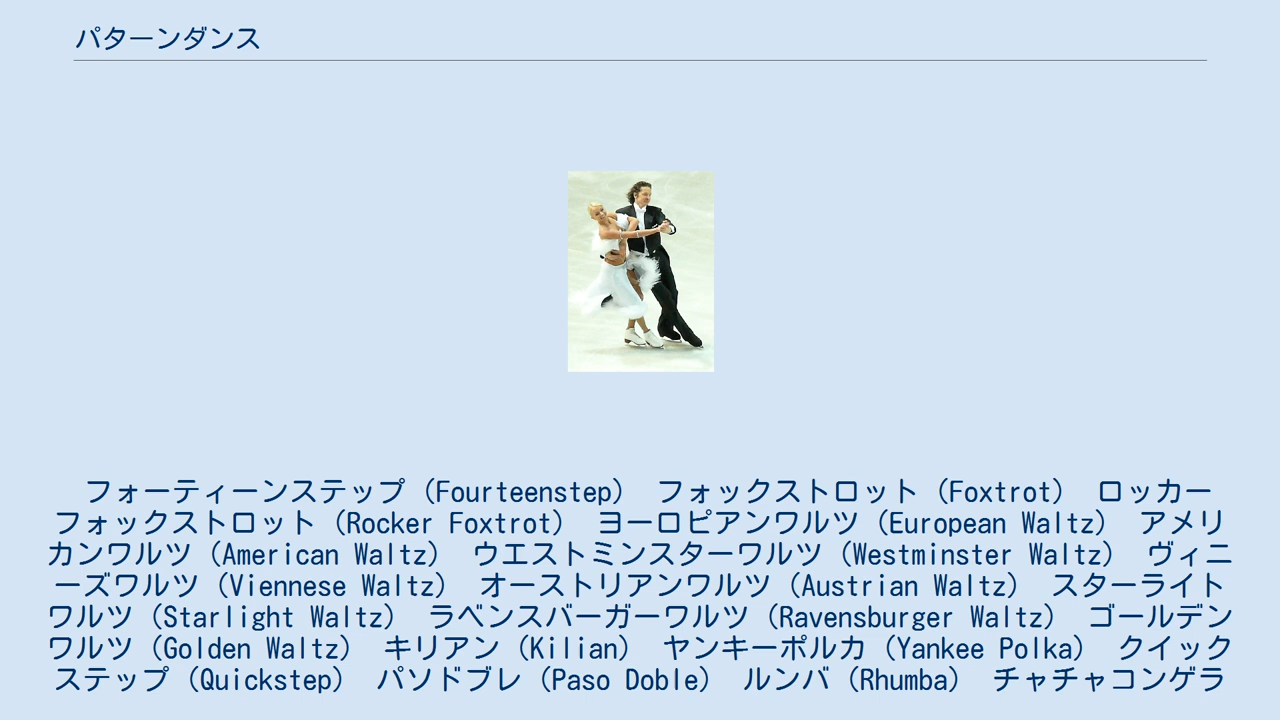 パターンダンス
フォーティーンステップ (Fourteenstep)　フォックストロット (Foxtrot)　ロッカー
フォックストロット (Rocker Foxtrot)　ヨーロピアンワルツ (European Waltz)　アメリ
カンワルツ (American Waltz)　ウエストミンスターワルツ (Westminster Waltz)　ヴィニ
ーズワルツ (Viennese Waltz)　オーストリアンワルツ (Austrian Waltz)　スターライト
ワルツ (Starlight Waltz)　ラベンスバーガーワルツ (Ravensburger Waltz)　ゴールデン
ワルツ (Golden Waltz)　キリアン (Kilian)　ヤンキーポルカ (Yankee Polka)　クイック
ステップ (Quickstep)　パソドブレ (Paso Doble)　ルンバ (Rhumba)　チャチャコンゲラ